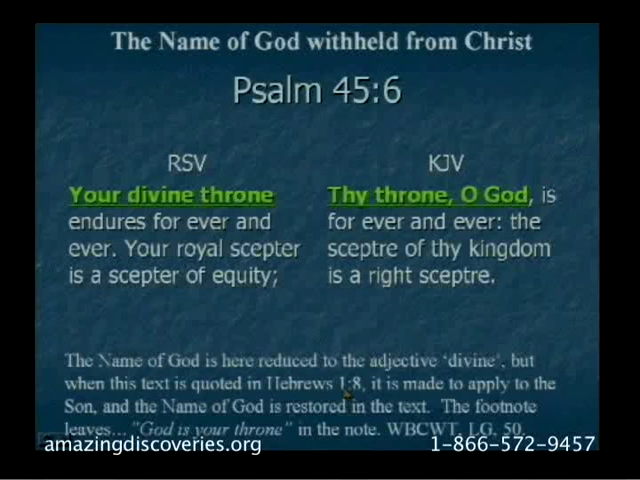 The Name of God withheld from Christ
Psalm 45:6
RSV
Your divine throne
endures for ever and
ever. Your royal scepter
is a scepter of equity;
KJV
Thy throne, O God, is
for ever and ever: the
sceptre of thy kingdom
is a right sceptre.
The Name of God is here reduced to the adjective ‘divine’, but
when this text is quoted in Hebrews 1:8, it is made to apply to the
Son, and the Name of God is restored in the text. The footnote
leaves..."God is your throne" in the note. WBCWT, LG, 50.
amazingdiscoveries.org
1-866-572-9457